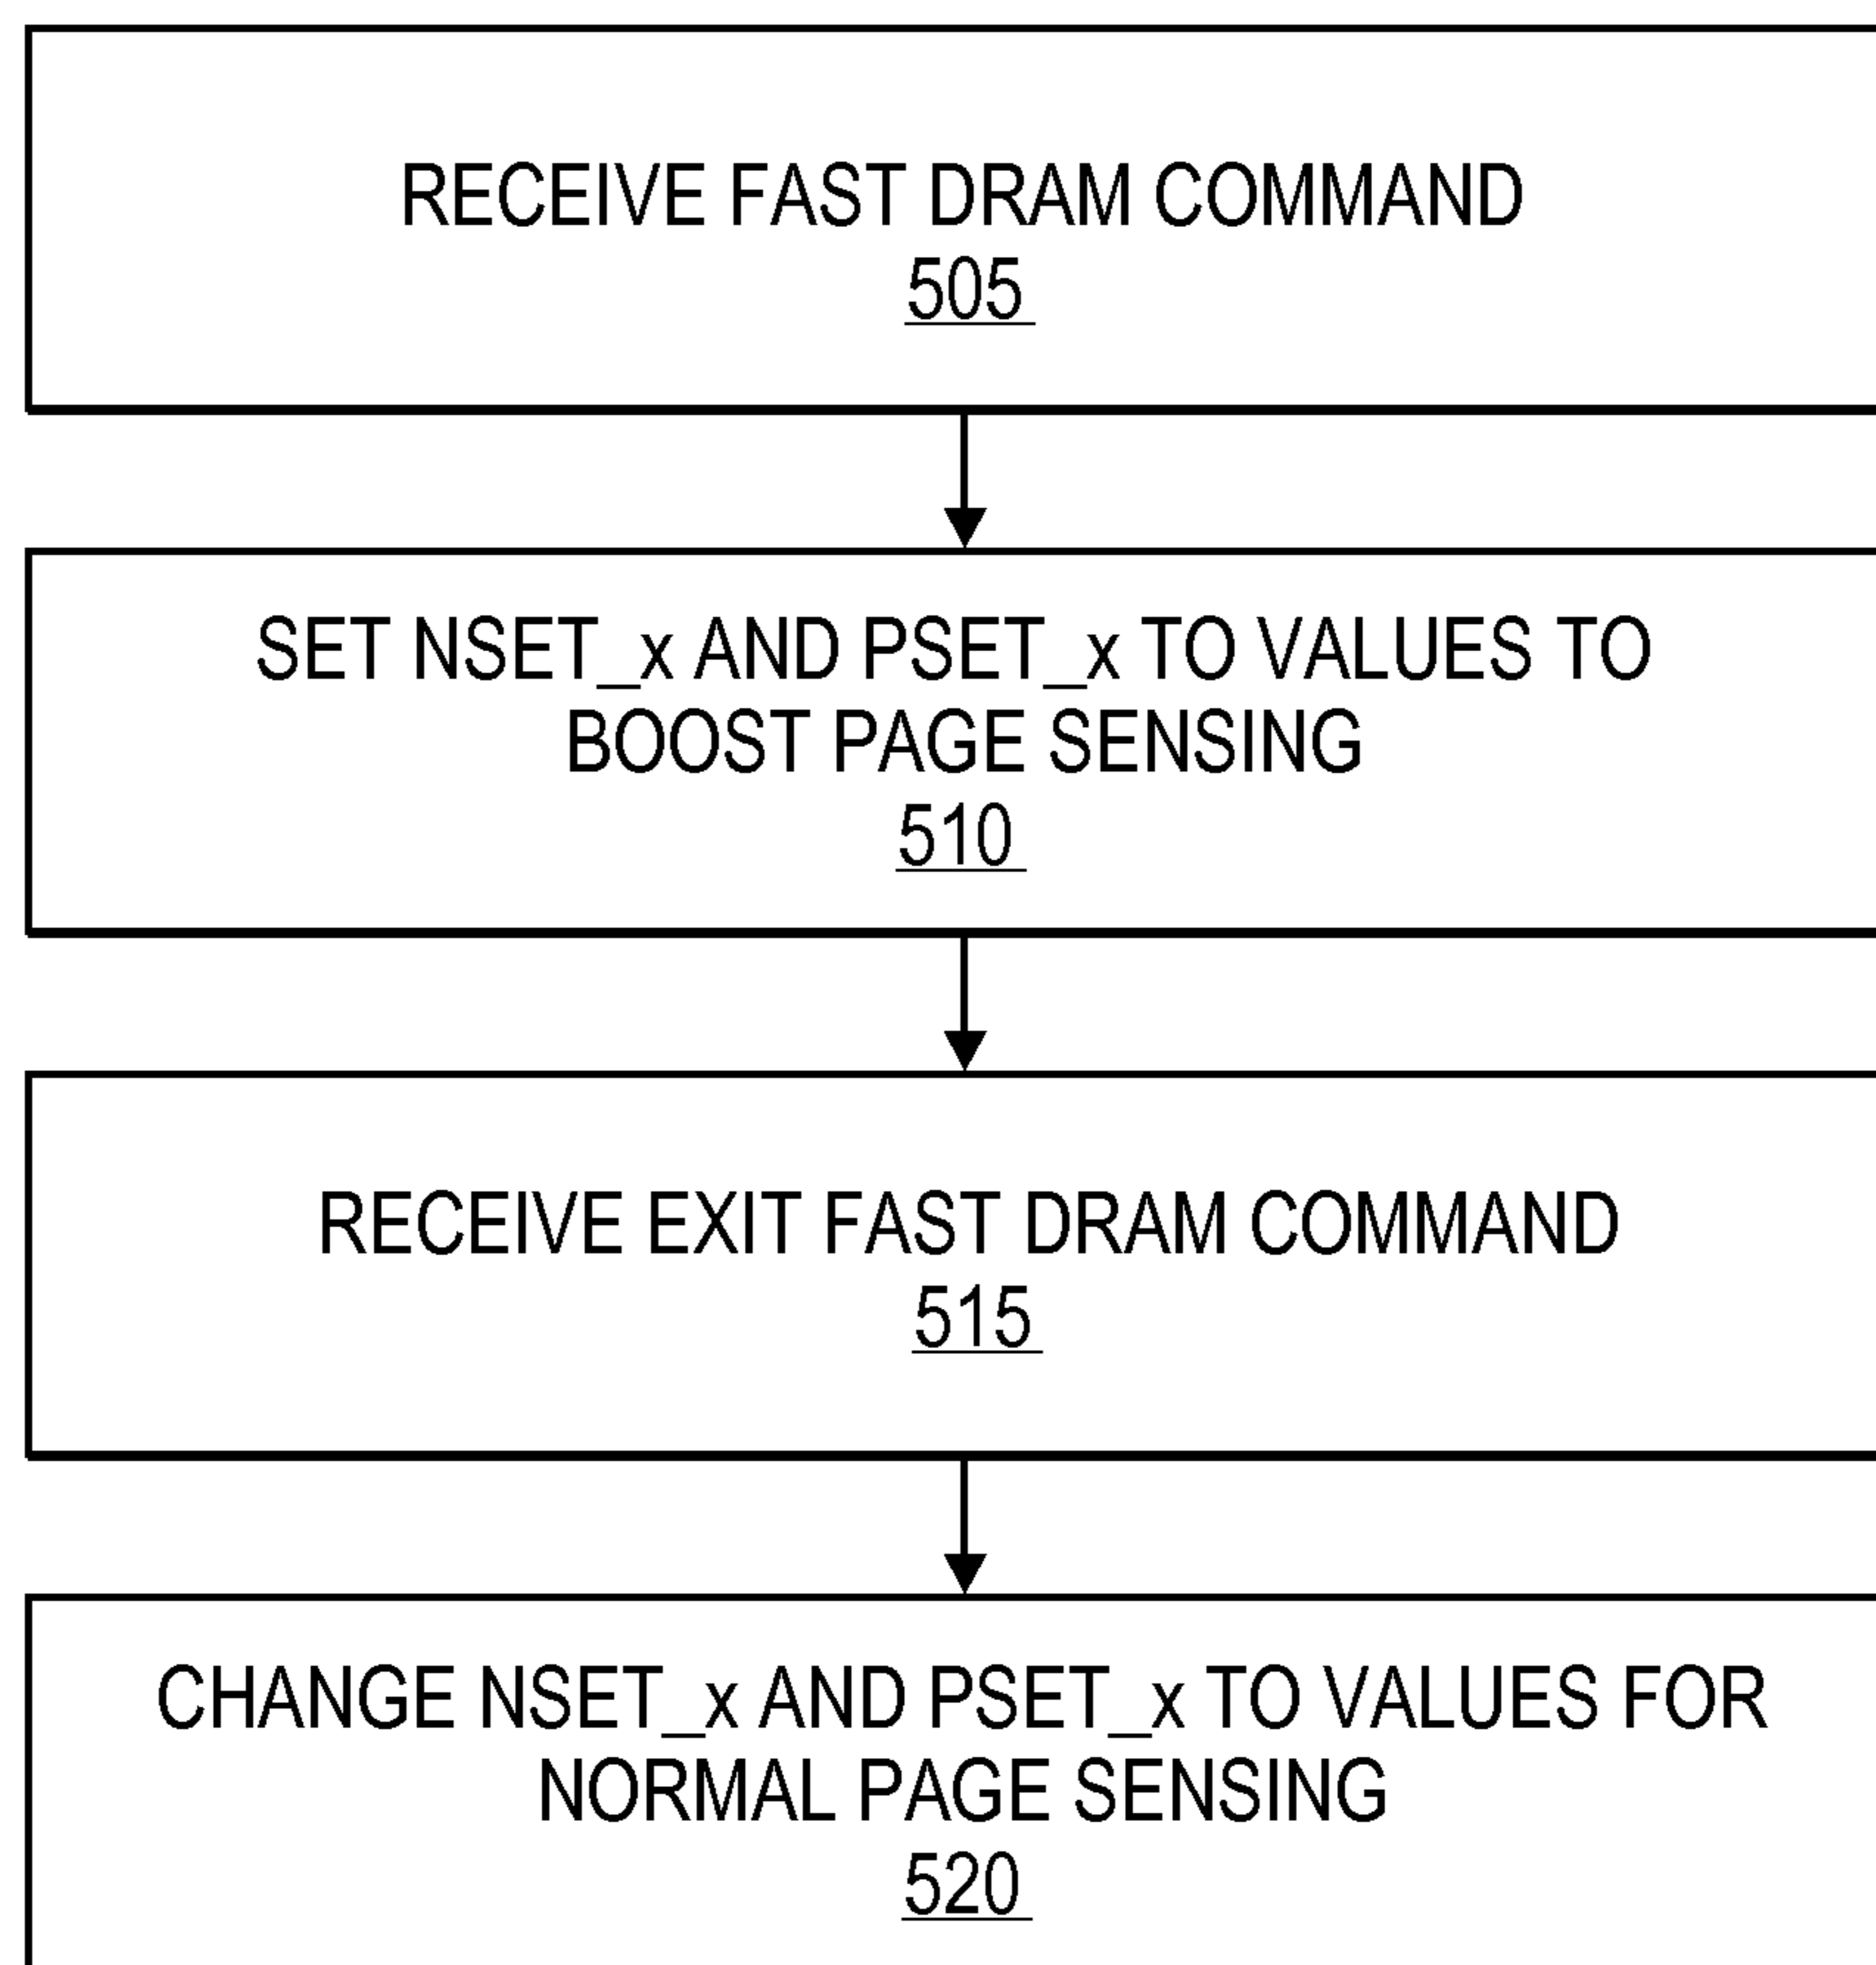 RECEIVE FAST DRAM COMMAND
505
SET NSET_x AND PSET_x TO VALUES TO
BOOST PAGE SENSING
510
RECEIVE EXIT FAST DRAM COMMAND
515
CHANGE NSET_x AND PSET_x TO VALUES FOR
NORMAL PAGE SENSING
520